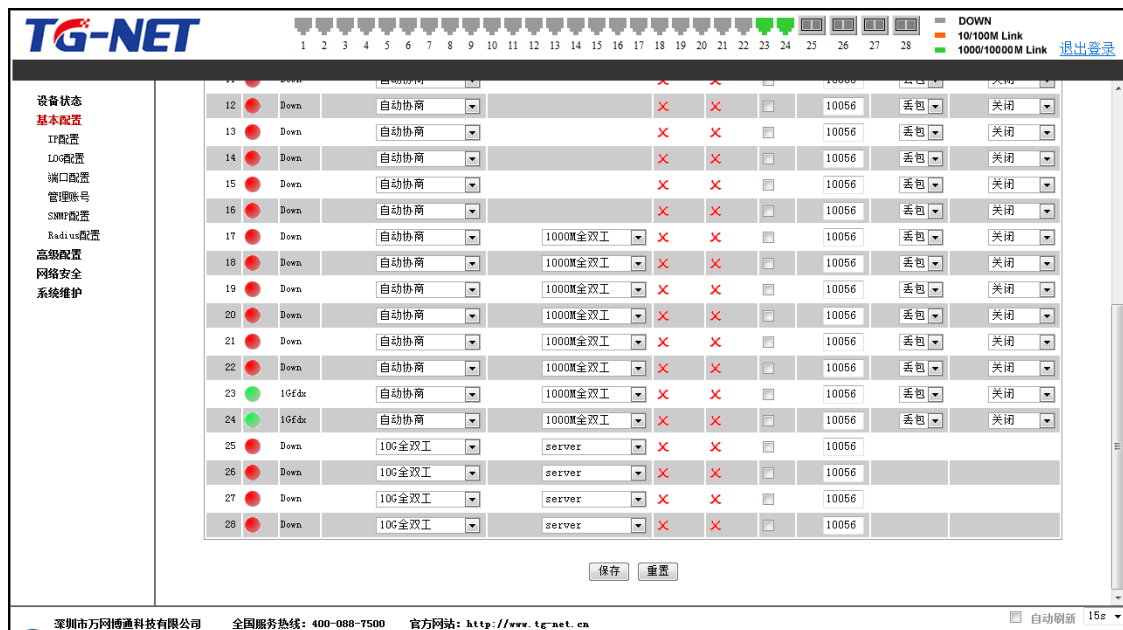 TG-NET
DOWN
10/100M Link
1000/10000M Link 退出登录
1 2 3 4 5 6 7 8 9 10 11 12 13 14 15 16 17 18 19 20 21 22 23 24 25 26 27 28
设备状态
基本配置
IP配置
LOG配置
端口配置
管理账号
SNMP配置
Radius配置
高级配置
网络安全
系统维护
12 Down 自动协商 10056 丢包 关闭
13 Down 自动协商 10056 丢包 关闭
14 Down 自动协商 10056 丢包 关闭
15 Down 自动协商 10056 丢包 关闭
16 Down 自动协商 10056 丢包 关闭
17 Down 自动协商 1000M全双工 10056 丢包 关闭
18 Down 自动协商 1000M全双工 10056 丢包 关闭
19 Down 自动协商 1000M全双工 10056 丢包 关闭
20 Down 自动协商 1000M全双工 10056 丢包 关闭
21 Down 自动协商 1000M全双工 10056 丢包 关闭
22 Down 自动协商 1000M全双工 10056 丢包 关闭
23 1Gfdx 自动协商 1000M全双工 10056 丢包 关闭
24 1Gfdx 自动协商 1000M全双工 10056 丢包 关闭
25 Down 10G全双工 server 10056
26 Down 10G全双工 server 10056
27 Down 10G全双工 server 10056
28 Down 10G全双工 server 10056
保存 重置
自动刷新 15s
深圳市万网博通科技有限公司 全国服务热线：400-088-7500 官方网站：http://www.tg-net.cn